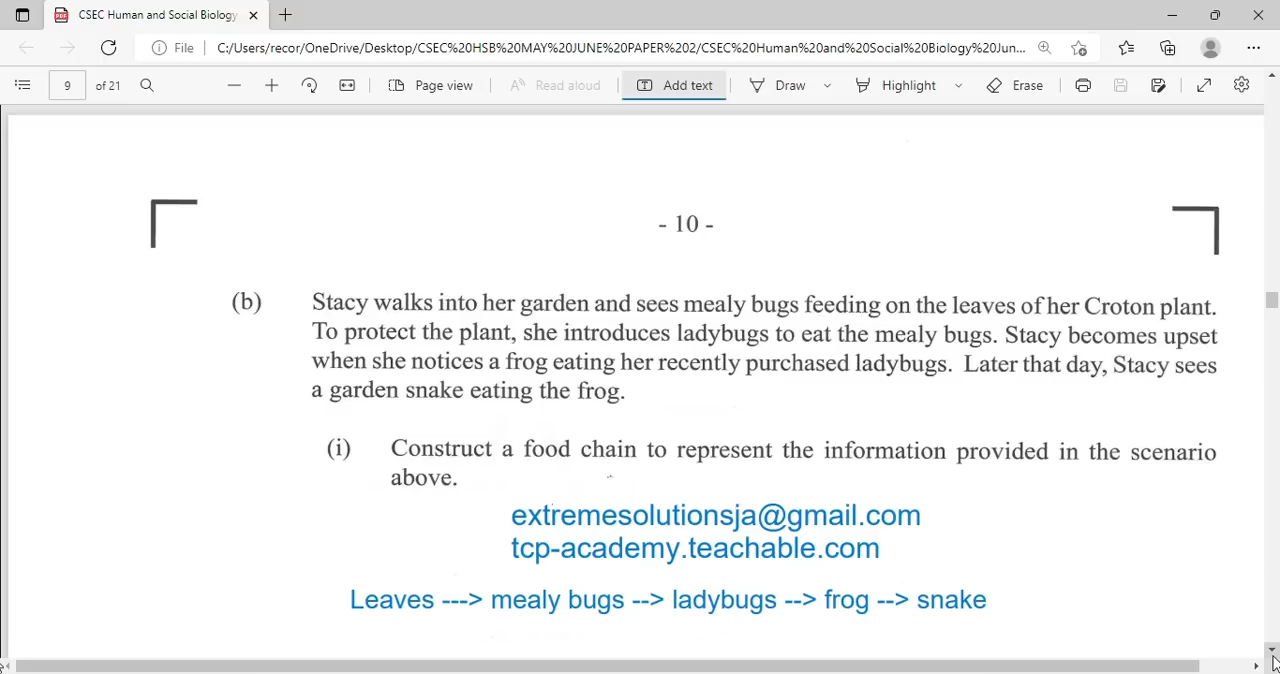 CSEC Human and Social Biology
File
C:/Users/recor/OneDrive/Desktop/CSEC%20HSB%20MAY%20JUNE%20PAPER%202/CSEC%20Human%20and%20Social%20Biology%20Jun...
9 of 21
Page view
Read aloud
Add text
Draw
Highlight
Erase
- 10 -
(b) Stacy walks into her garden and sees mealy bugs feeding on the leaves of her Croton plant.
To protect the plant, she introduces ladybugs to eat the mealy bugs. Stacy becomes upset
when she notices a frog eating her recently purchased ladybugs. Later that day, Stacy sees
a garden snake eating the frog.
(i) Construct a food chain to represent the information provided in the scenario
above.
extremesolutionsja@gmail.com
tcp-academy.teachable.com
Leaves ---> mealy bugs --> ladybugs --> frog --> snake